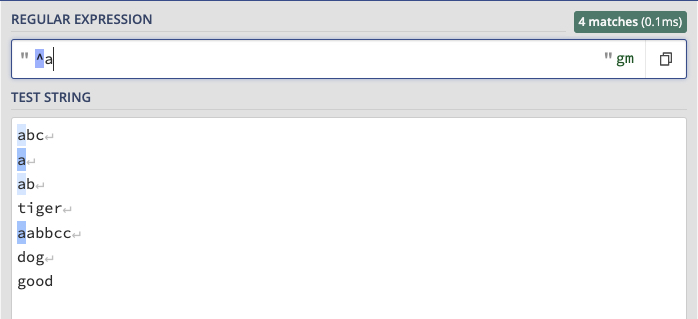 REGULAR EXPRESSION
4 matches (0.1ms)
" ^a " gm
TEST STRING
abc↵
a↵
ab↵
tiger↵
aabbcc↵
dog↵
good